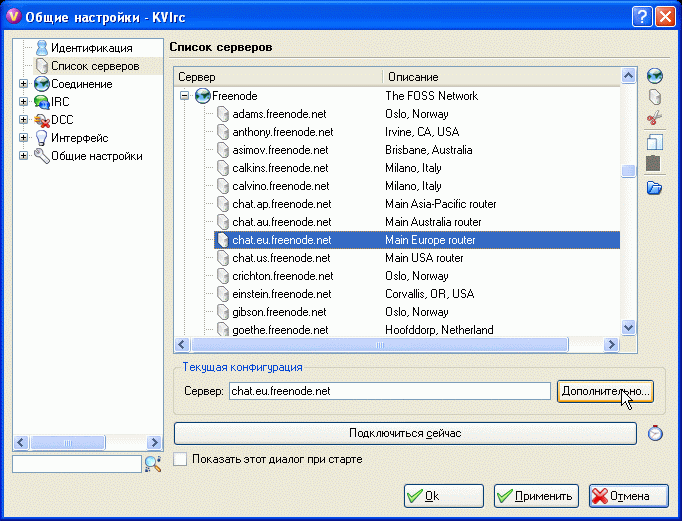 Общие настройки - KVIrc
Идентификация
Список серверов
Соединение
IRC
DCC
Интерфейс
Общие настройки
Список серверов
Сервер Описание
Freenode The FOSS Network
adams.freenode.net Oslo, Norway
anthony.freenode.net Irvine, CA, USA
asimov.freenode.net Brisbane, Australia
calkins.freenode.net Milano, Italy
calvino.freenode.net Milano, Italy
chat.ap.freenode.net Main Asia-Pacific router
chat.au.freenode.net Main Australia router
chat.eu.freenode.net Main Europe router
chat.us.freenode.net Main USA router
crichton.freenode.net Oslo, Norway
einstein.freenode.net Corvallis, OR, USA
gibson.freenode.net Oslo, Norway
goethe.freenode.net Hoofddorp, Netherland
Текущая конфигурация
Сервер: chat.eu.freenode.net Дополнительно...
Подключиться сейчас
Показать этот диалог при старте
Ok Применить Отмена